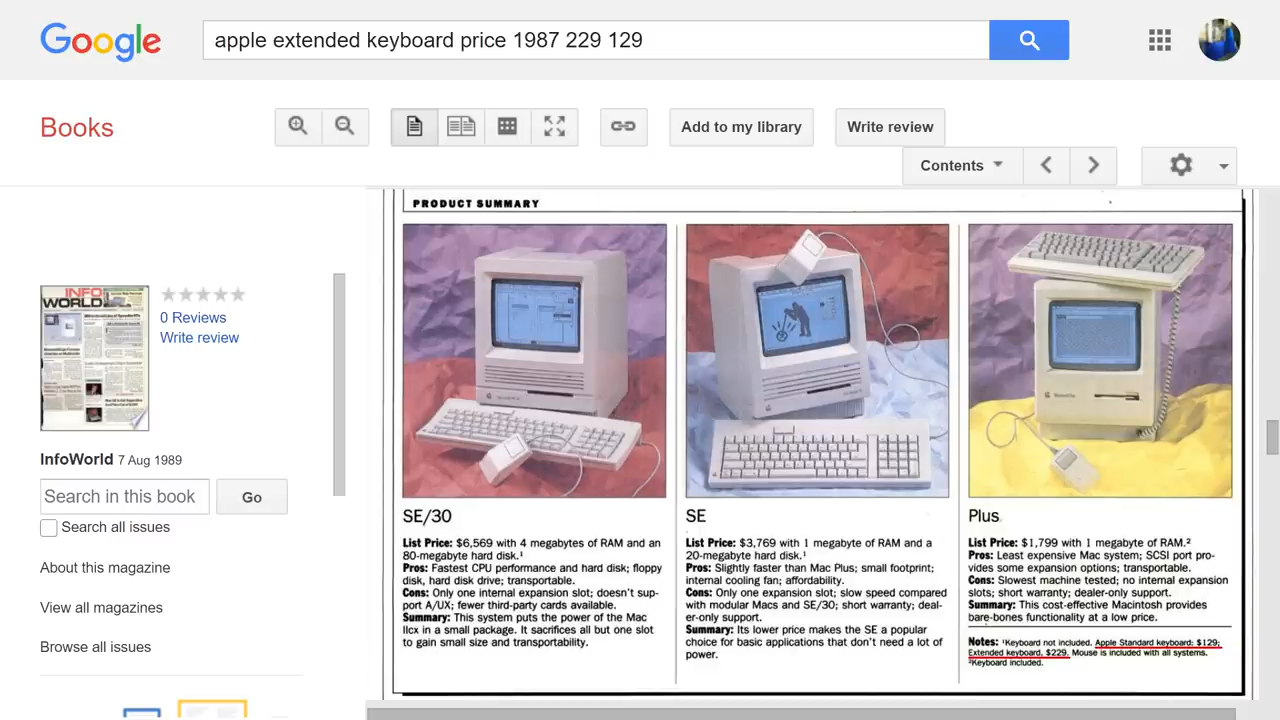 Google
apple extended keyboard price 1987 229 129
Books
Add to my library
Write review
Contents
PRODUCT SUMMARY
INFO
WORLD
0 Reviews
Write review
InfoWorld 7 Aug 1989
Search in this book
Go
Search all issues
About this magazine
View all magazines
Browse all issues
SE/30
List Price: $6,569 with 4 megabytes of RAM and an
80-megabyte hard disk.¹
Pros: Fastest CPU performance and hard disk; floppy
disk, hard disk drive; transportable.
Cons: Only one internal expansion slot; doesn't sup-
port A/UX; fewer third-party cards available.
Summary: This system puts the power of the Mac
IIcx in a small package. It sacrifices all but one slot
to gain small size and transportability.
SE
List Price: $3,769 with 1 megabyte of RAM and a
20-megabyte hard disk.¹
Pros: Slightly faster than Mac Plus; small footprint;
internal cooling fan; affordability.
Cons: Only one expansion slot; slow speed compared
with modular Macs and SE/30; short warranty; deal-
er-only support.
Summary: Its lower price makes the SE a popular
choice for basic applications that don't need a lot of
power.
Plus
List Price: $1,799 with 1 megabyte of RAM.²
Pros: Least expensive Mac system; SCSI port pro-
vides some expansion options; transportable.
Cons: Slowest machine tested; no internal expansion
slots; short warranty; dealer-only support.
Summary: This cost-effective Macintosh provides
bare-bones functionality at a low price.
Notes: ¹Keyboard not included. Apple Standard keyboard: $129;
Extended keyboard, $229. Mouse is included with all systems.
²Keyboard included.